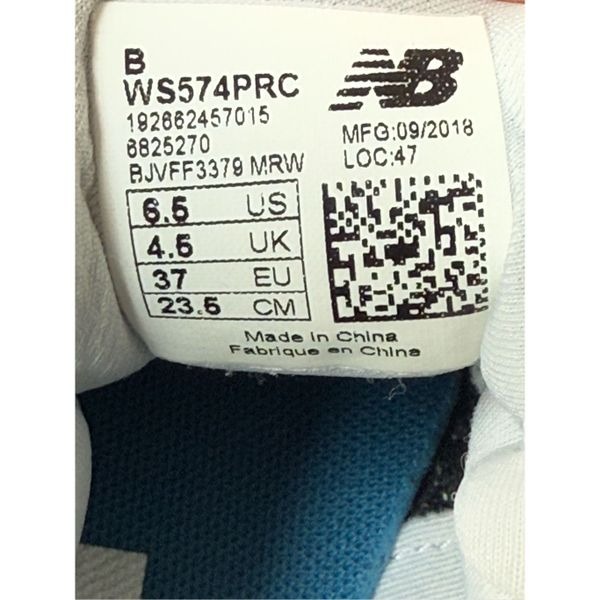 B
WS574PRC
192662457015
6825270
BJVFF3379 MRW
NB
MFG:09/2018
LOC:47
6.5 US
4.5 UK
37 EU
23.5 CM
Made in China
Fabrique en China